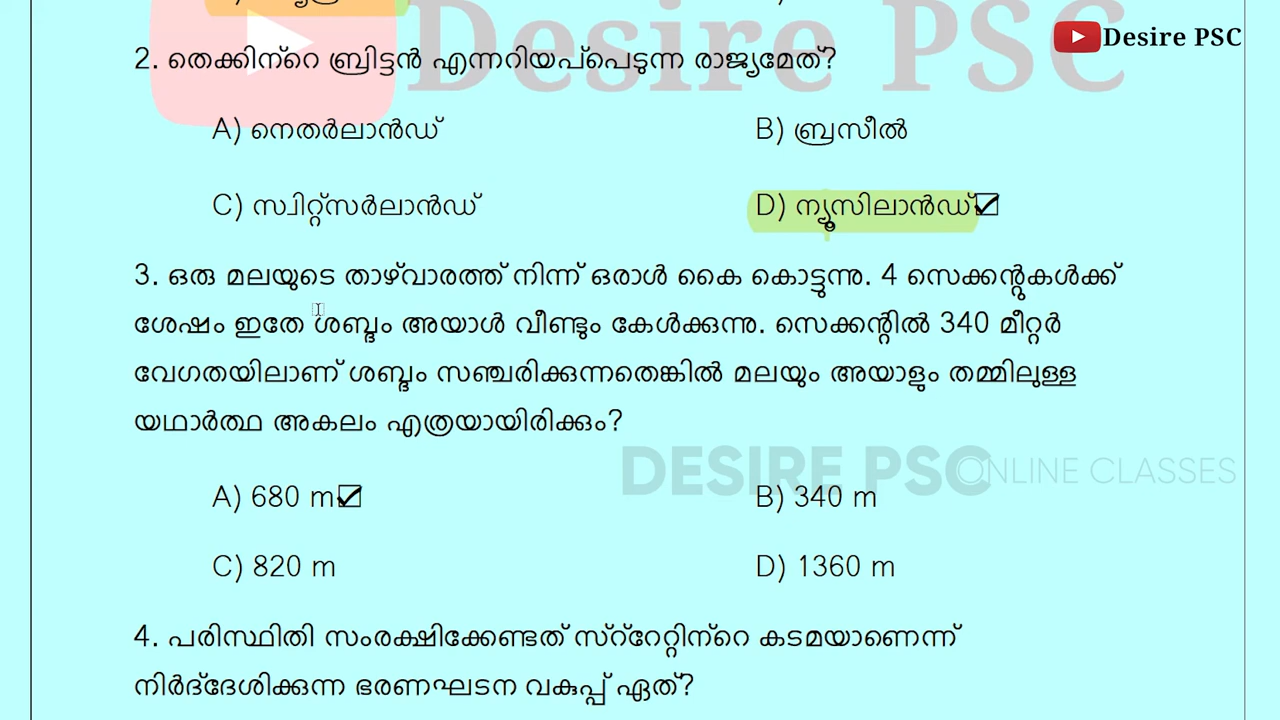 Desire PSC
Desire PSC
2. തെക്കിന്റെ ബ്രിട്ടൻ എന്നറിയപ്പെടുന്ന രാജ്യമേത്?
A) നെതർലാൻഡ്
B) ബ്രസീൽ
C) സ്വിറ്റ്സർലാൻഡ്
D) ന്യൂസിലാൻഡ്
3. ഒരു മലയുടെ താഴ്‌വാരത്ത് നിന്ന് ഒരാൾ കൈ കൊട്ടുന്നു. 4 സെക്കന്റുകൾക്ക്
ശേഷം ഇതേ ശബ്ദം അയാൾ വീണ്ടും കേൾക്കുന്നു. സെക്കന്റിൽ 340 മീറ്റർ
വേഗതയിലാണ് ശബ്ദം സഞ്ചരിക്കുന്നതെങ്കിൽ മലയും അയാളും തമ്മിലുള്ള
യഥാർത്ഥ അകലം എത്രയായിരിക്കും?
DESIRE PSC ONLINE CLASSES
A) 680 m
B) 340 m
C) 820 m
D) 1360 m
4. പരിസ്ഥിതി സംരക്ഷിക്കേണ്ടത് സ്റ്റേറ്റിന്റെ കടമയാണെന്ന്
നിർദ്ദേശിക്കുന്ന ഭരണഘടന വകുപ്പ് ഏത്?